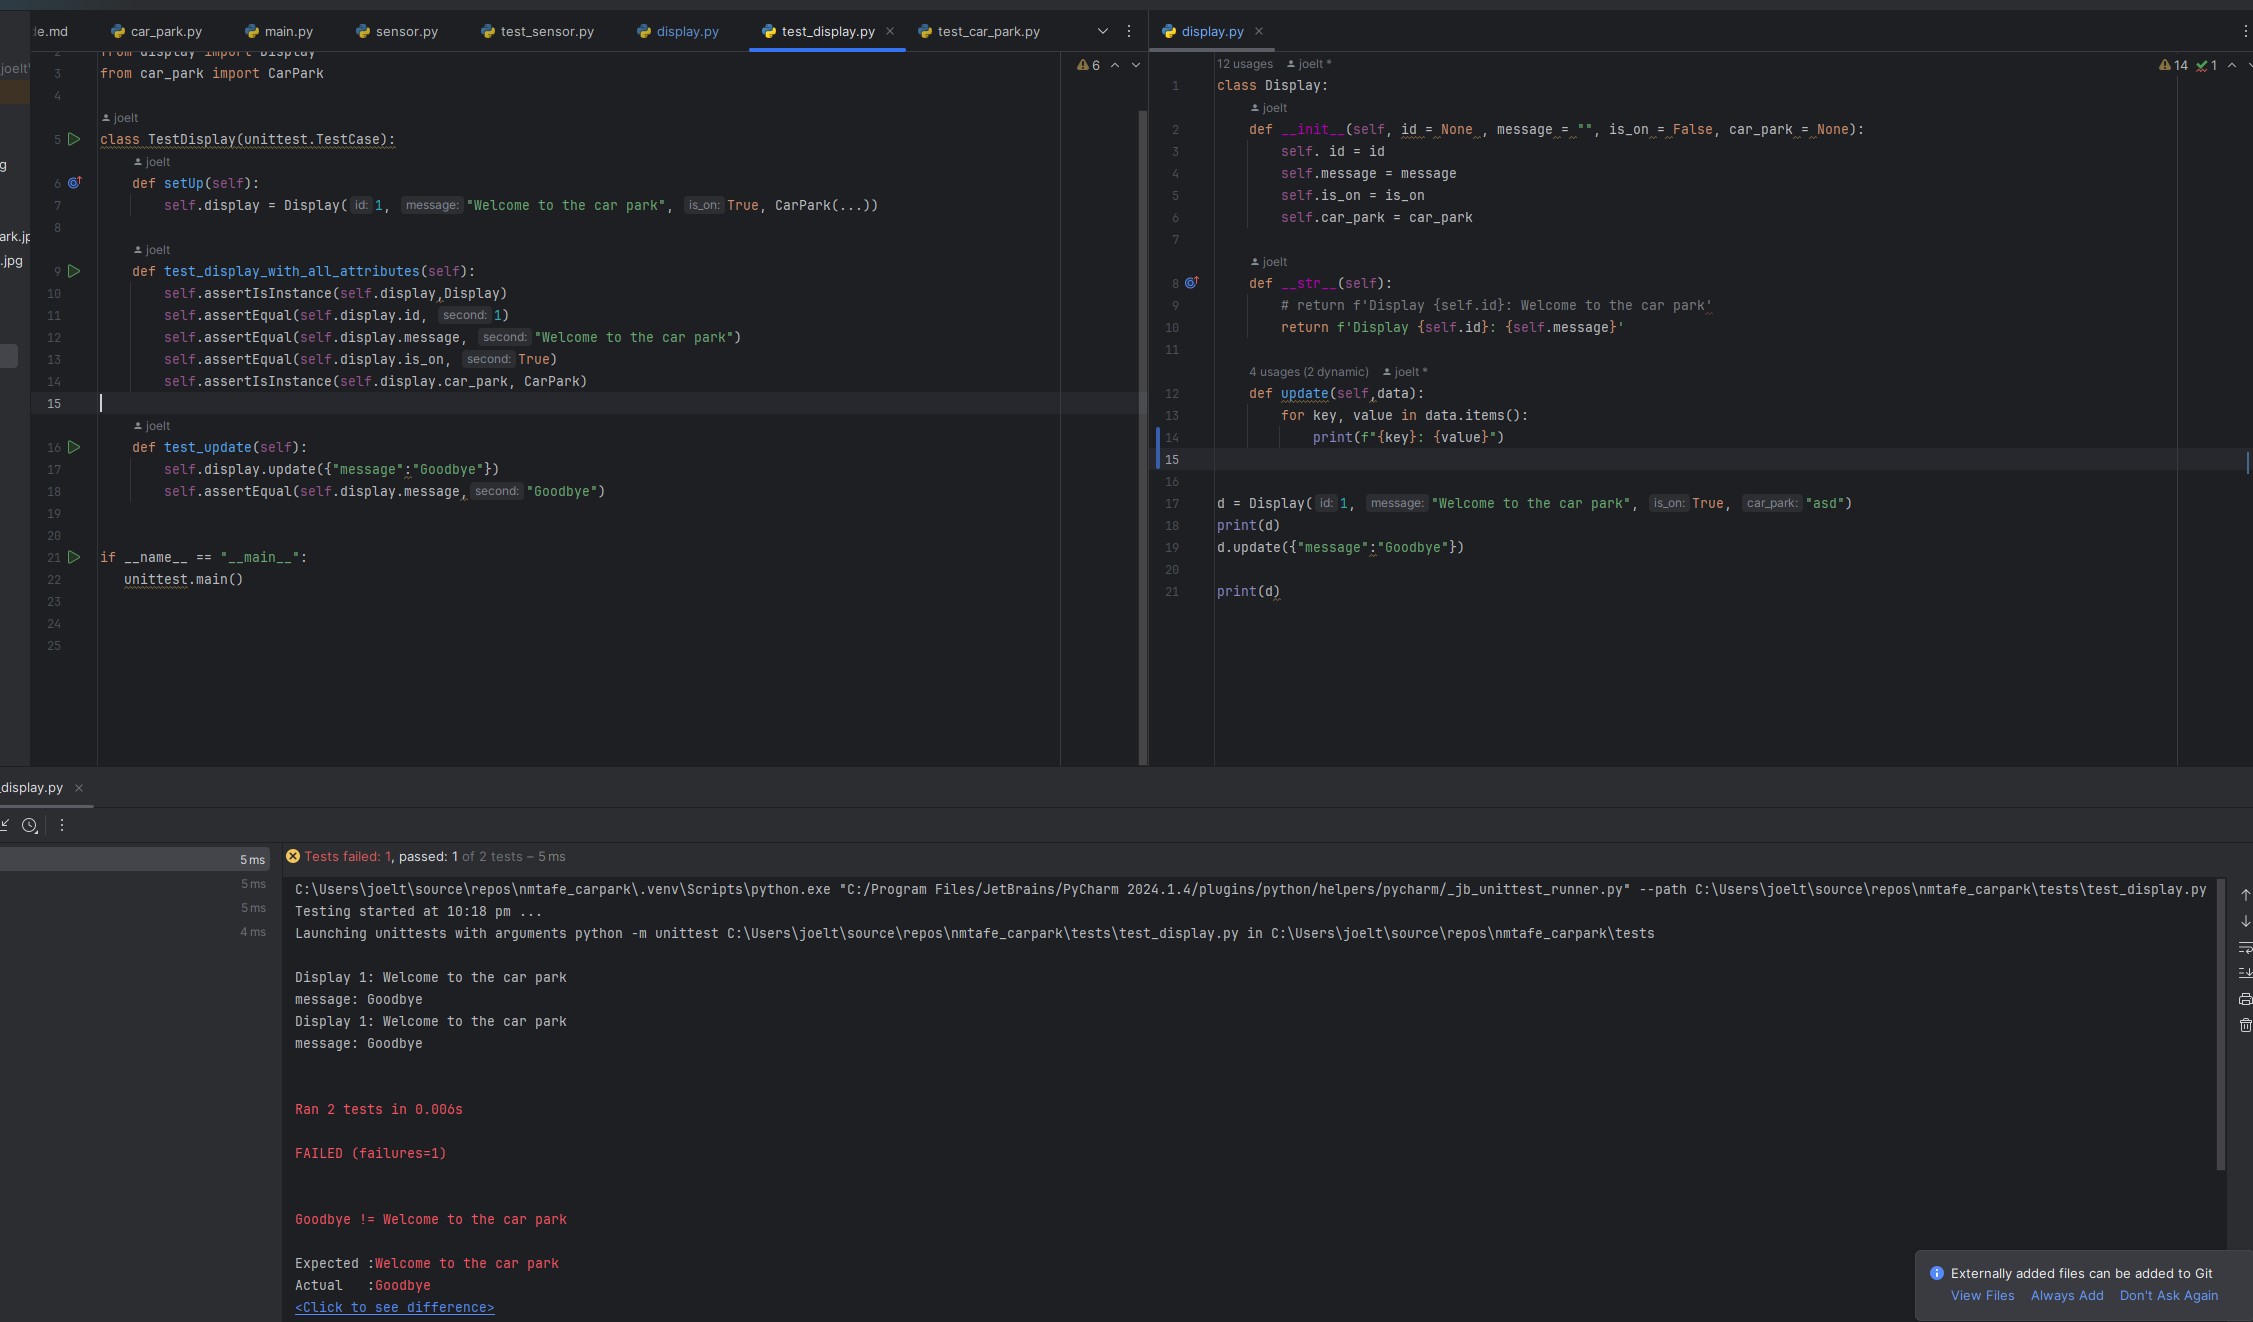 le.md car_park.py main.py sensor.py test_sensor.py display.py test_display.py test_car_park.py
joelt
g
ark.jp
.jpg
2 from display import Display
3 from car_park import CarPark
6
4
joelt
5 class TestDisplay(unittest.TestCase):
joelt
6 def setUp(self):
7 self.display = Display( id: 1, message: "Welcome to the car park", is_on: True, CarPark(...))
8
joelt
9 def test_display_with_all_attributes(self):
10 self.assertIsInstance(self.display,Display)
11 self.assertEqual(self.display.id, second: 1)
12 self.assertEqual(self.display.message, second: "Welcome to the car park")
13 self.assertEqual(self.display.is_on, second: True)
14 self.assertIsInstance(self.display.car_park, CarPark)
15
joelt
16 def test_update(self):
17 self.display.update({"message":"Goodbye"})
18 self.assertEqual(self.display.message, second: "Goodbye")
19
20
21 if __name__ == "__main__":
22 unittest.main()
23
24
25
display.py
12 usages joelt *
14 1
1 class Display:
joelt
2 def __init__(self, id = None , message = "", is_on = False, car_park = None):
3 self. id = id
4 self.message = message
5 self.is_on = is_on
6 self.car_park = car_park
7
joelt
8 def __str__(self):
9 # return f'Display {self.id}: Welcome to the car park'
10 return f'Display {self.id}: {self.message}'
11
4 usages (2 dynamic) joelt *
12 def update(self,data):
13 for key, value in data.items():
14 print(f"{key}: {value}")
15
16
17 d = Display( id: 1, message: "Welcome to the car park", is_on: True, car_park: "asd")
18 print(d)
19 d.update({"message":"Goodbye"})
20
21 print(d)
_display.py
5 ms
5 ms
5 ms
4 ms
Tests failed: 1, passed: 1 of 2 tests – 5 ms
C:\Users\joelt\source\repos\nmtafe_carpark\.venv\Scripts\python.exe "C:/Program Files/JetBrains/PyCharm 2024.1.4/plugins/python/helpers/pycharm/_jb_unittest_runner.py" --path C:\Users\joelt\source\repos\nmtafe_carpark\tests\test_display.py
Testing started at 10:18 pm ...
Launching unittests with arguments python -m unittest C:\Users\joelt\source\repos\nmtafe_carpark\tests\test_display.py in C:\Users\joelt\source\repos\nmtafe_carpark\tests
Display 1: Welcome to the car park
message: Goodbye
Display 1: Welcome to the car park
message: Goodbye
Ran 2 tests in 0.006s
FAILED (failures=1)
Goodbye != Welcome to the car park
Expected :Welcome to the car park
Actual :Goodbye
<Click to see difference>
Externally added files can be added to Git
View Files Always Add Don't Ask Again